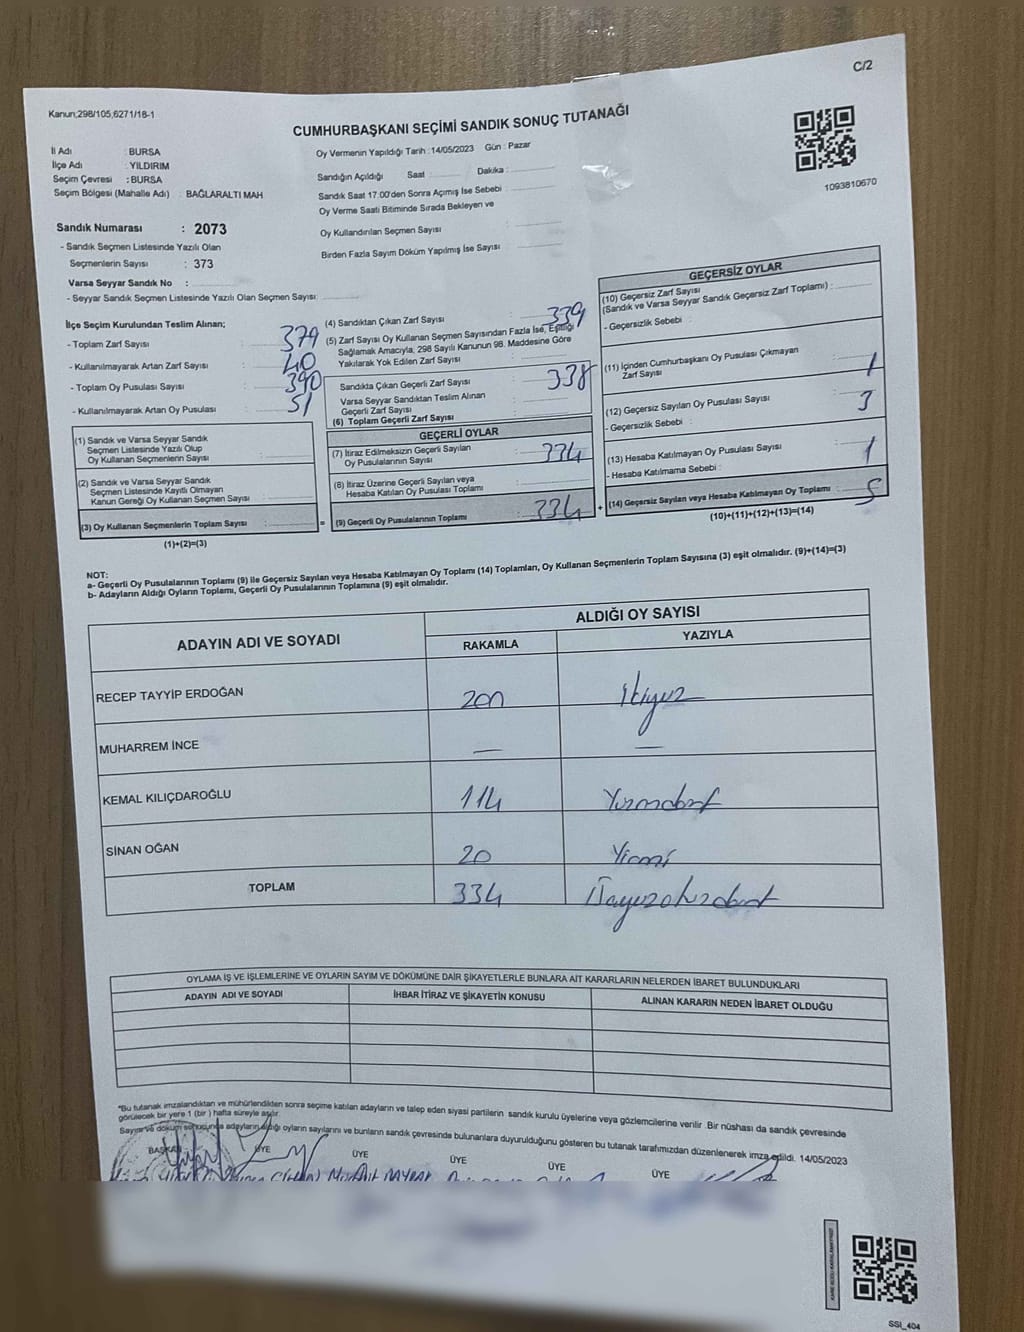 C/2
Kanun;298/105;6271/18-1
CUMHURBAŞKANI SEÇİMİ SANDIK SONUÇ TUTANAĞI
İl Adı : BURSA
İlçe Adı : YILDIRIM
Seçim Çevresi : BURSA
Seçim Bölgesi (Mahalle Adı) : BAĞLARALTI MAH
Sandık Numarası : 2073
- Sandık Seçmen Listesinde Yazılı Olan
Seçmenlerin Sayısı : 373
Varsa Seyyar Sandık No :
- Seyyar Sandık Seçmen Listesinde Yazılı Olan Seçmen Sayısı:
Oy Vermenin Yapıldığı Tarih : 14/05/2023 Gün : Pazar
Sandığın Açıldığı Saat : Dakika :
Sandık Saat 17:00'den Sonra Açımış İse Sebebi :
Oy Verme Saati Bitiminde Sırada Bekleyen ve
Oy Kullandırılan Seçmen Sayısı :
Birden Fazla Sayım Döküm Yapılmış İse Sayısı :
1093810670
İlçe Seçim Kurulundan Teslim Alınan;
- Toplam Zarf Sayısı : 379
- Kullanılmayarak Artan Zarf Sayısı : 40
- Toplam Oy Pusulası Sayısı : 390
- Kullanılmayarak Artan Oy Pusulası : 51
(1) Sandık ve Varsa Seyyar Sandık
Seçmen Listesinde Yazılı Olup
Oy Kullanan Seçmenlerin Sayısı :
(2) Sandık ve Varsa Seyyar Sandık
Seçmen Listesinde Kayıtlı Olmayan
Kanun Gereği Oy Kullanan Seçmen Sayısı :
(3) Oy Kullanan Seçmenlerin Toplam Sayısı : =
(1)+(2)=(3)
(4) Sandıktan Çıkan Zarf Sayısı : 339
(5) Zarf Sayısı Oy Kullanan Seçmen Sayısından Fazla İse, Eşitliği
Sağlamak Amacıyla, 298 Sayılı Kanunun 98. Maddesine Göre
Yakılarak Yok Edilen Zarf Sayısı :
Sandıkta Çıkan Geçerli Zarf Sayısı : 338
Varsa Seyyar Sandıktan Teslim Alınan
Geçerli Zarf Sayısı :
(6) Toplam Geçerli Zarf Sayısı :
GEÇERLİ OYLAR
(7) İtiraz Edilmeksizin Geçerli Sayılan
Oy Pusulalarının Sayısı : 334
(8) İtiraz Üzerine Geçerli Sayılan veya
Hesaba Katılan Oy Pusulası Toplamı :
(9) Geçerli Oy Pusulalarının Toplamı : 334 +
GEÇERSİZ OYLAR
(10) Geçersiz Zarf Sayısı
(Sandık ve Varsa Seyyar Sandık Geçersiz Zarf Toplamı) :
- Geçersizlik Sebebi :
(11) İçinden Cumhurbaşkanı Oy Pusulası Çıkmayan
Zarf Sayısı : 1
(12) Geçersiz Sayılan Oy Pusulası Sayısı : 3
- Geçersizlik Sebebi :
(13) Hesaba Katılmayan Oy Pusulası Sayısı : 1
- Hesaba Katılmama Sebebi :
(14) Geçersiz Sayılan veya Hesaba Katılmayan Oy Toplamı : 5
(10)+(11)+(12)+(13)=(14)
NOT:
a- Geçerli Oy Pusulalarının Toplamı (9) ile Geçersiz Sayılan veya Hesaba Katılmayan Oy Toplamı (14) Toplamları, Oy Kullanan Seçmenlerin Toplam Sayısına (3) eşit olmalıdır. (9)+(14)=(3)
b- Adayların Aldığı Oyların Toplamı, Geçerli Oy Pusulalarının Toplamına (9) eşit olmalıdır.
ADAYIN ADI VE SOYADI ALDIĞI OY SAYISI
RAKAMLA YAZIYLA
RECEP TAYYİP ERDOĞAN 200 ikiyüz
MUHARREM İNCE — —
KEMAL KILIÇDAROĞLU 114 Yüzondört
SİNAN OĞAN 20 Yirmi
TOPLAM 334 Üçyüzotuzdört
OYLAMA İŞ VE İŞLEMLERİNE VE OYLARIN SAYIM VE DÖKÜMÜNE DAİR ŞİKAYETLERLE BUNLARA AİT KARARLARIN NELERDEN İBARET BULUNDUKLARI
ADAYIN ADI VE SOYADI İHBAR İTİRAZ VE ŞİKAYETİN KONUSU ALINAN KARARIN NEDEN İBARET OLDUĞU
*Bu tutanak imzalandıktan ve mühürlendikten sonra seçime katılan adayların ve talep eden siyasi partilerin sandık kurulu üyelerine veya gözlemcilerine verilir. Bir nüshası da sandık çevresinde
görülecek bir yere 1 (bir) hafta süreyle asılır.
Sayım ve döküm sonucunda adayların aldığı oyların sayılarını ve bunların sandık çevresinde bulunanlara duyurulduğunu gösteren bu tutanak tarafımızdan düzenlenerek imza edildi. 14/05/2023
BAŞKAN ÜYE ÜYE ÜYE ÜYE ÜYE
SSI_404